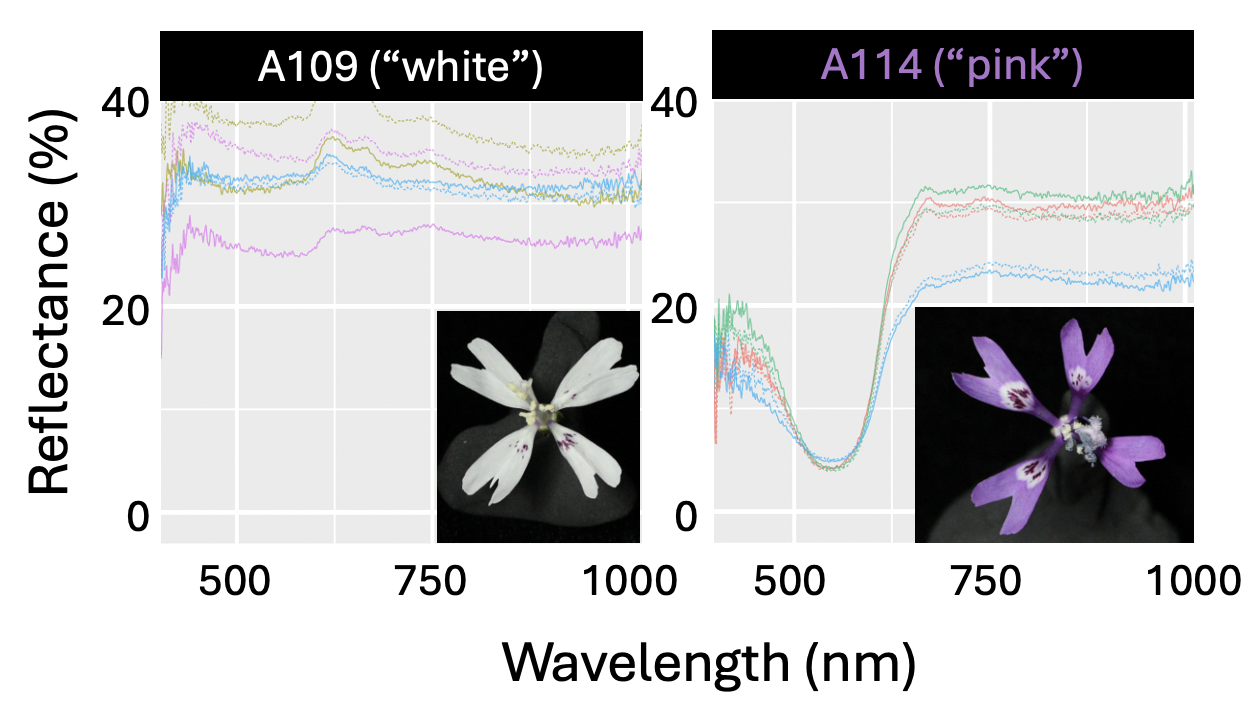 A109 (“white”)
A114 (“pink”)
Reflectance (%)
40
20
0
40
20
0
500 750 1000
500 750 1000
Wavelength (nm)